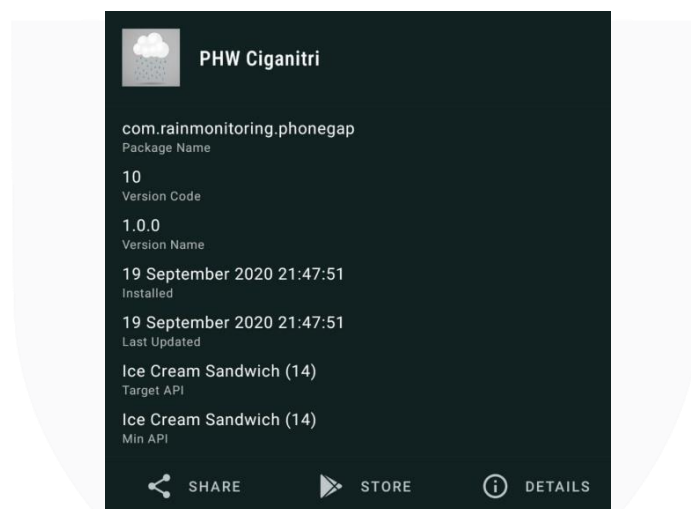 PHW Ciganitri
com.rainmonitoring.phonegap
Package Name
10
Version Code
1.0.0
Version Name
19 September 2020 21:47:51
Installed
19 September 2020 21:47:51
Last Updated
Ice Cream Sandwich (14)
Target API
Ice Cream Sandwich (14)
Min API
SHARE STORE DETAILS